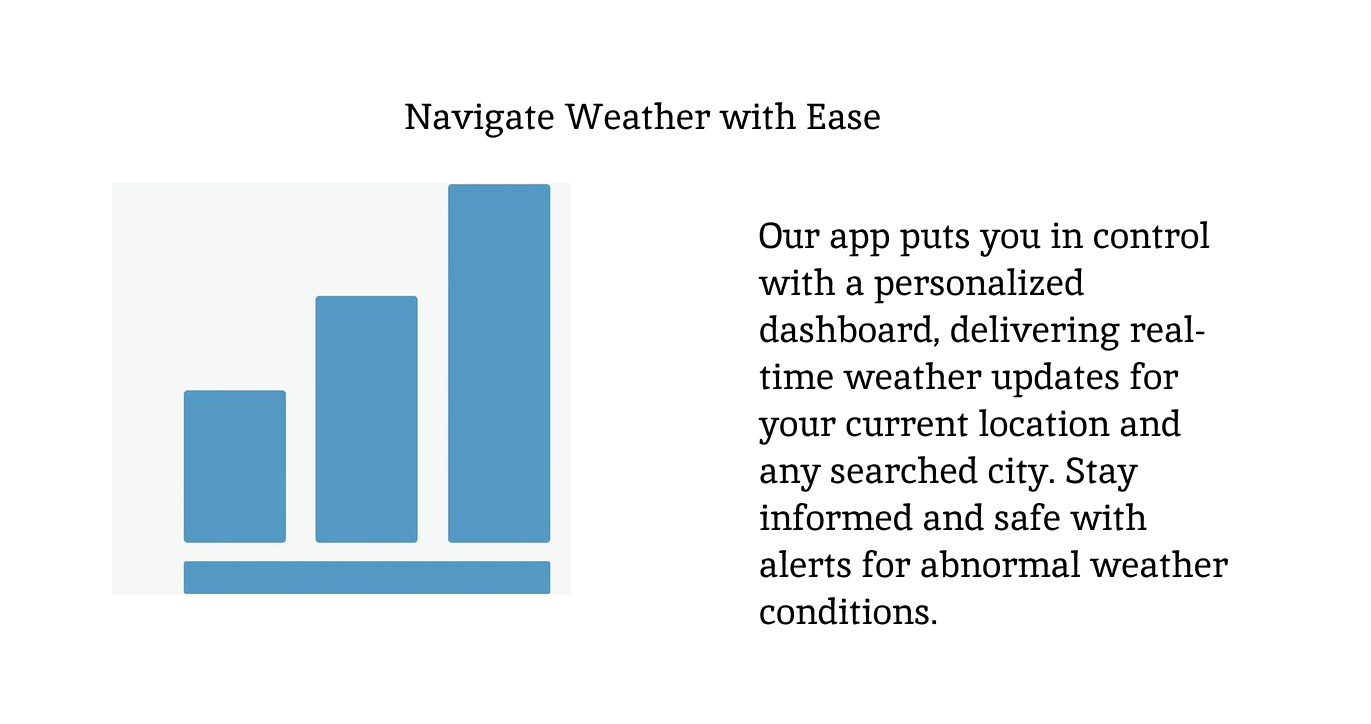 Navigate Weather with Ease
Our app puts you in control
with a personalized
dashboard, delivering real-
time weather updates for
your current location and
any searched city. Stay
informed and safe with
alerts for abnormal weather
conditions.